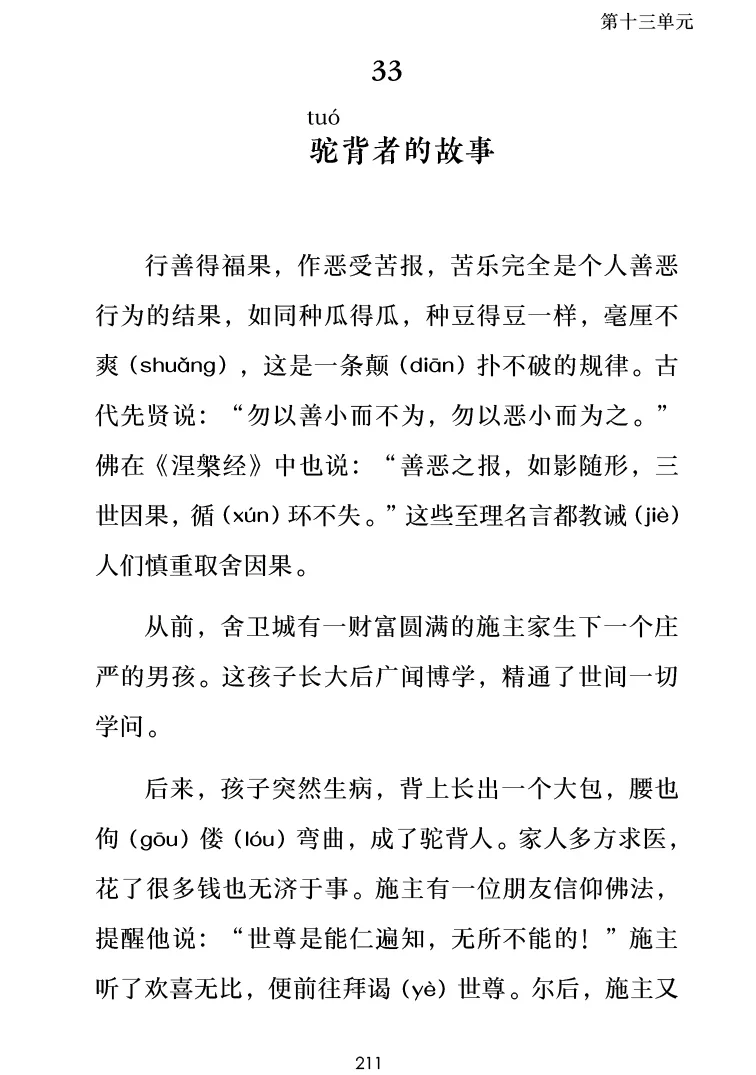 第十三单元
33
tuó
驼背者的故事
行善得福果，作恶受苦报，苦乐完全是个人善恶
行为的结果，如同种瓜得瓜，种豆得豆一样，毫厘不
爽（shuǎng），这是一条颠（diān）扑不破的规律。古
代先贤说：“勿以善小而不为，勿以恶小而为之。”
佛在《涅槃经》中也说：“善恶之报，如影随形，三
世因果，循（xún）环不失。”这些至理名言都教诫（jiè）
人们慎重取舍因果。
从前，舍卫城有一财富圆满的施主家生下一个庄
严的男孩。这孩子长大后广闻博学，精通了世间一切
学问。
后来，孩子突然生病，背上长出一个大包，腰也
佝（gōu）偻（lóu）弯曲，成了驼背人。家人多方求医，
花了很多钱也无济于事。施主有一位朋友信仰佛法，
提醒他说：“世尊是能仁遍知，无所不能的！”施主
听了欢喜无比，便前往拜谒（yè）世尊。尔后，施主又
211